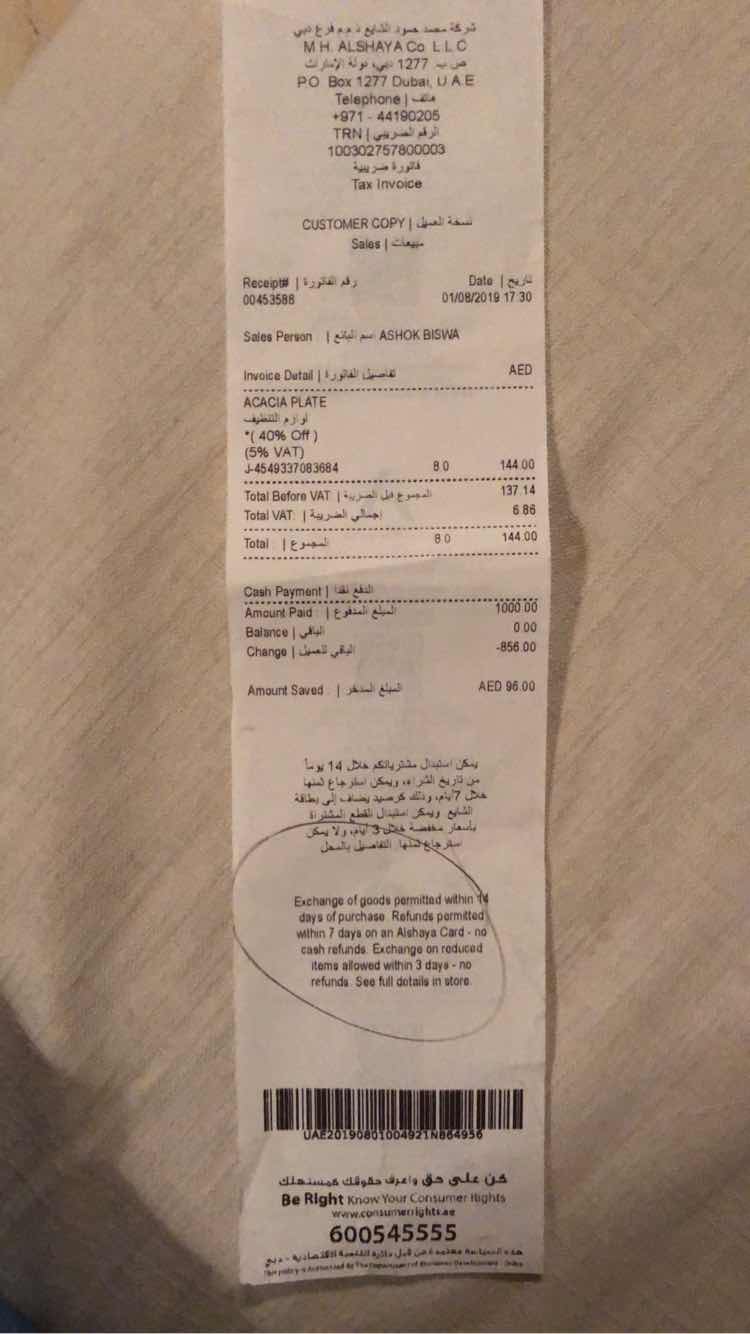 شركة محمد حمود الشايع ذ.م.م فرع دبي
M.H. ALSHAYA Co. L.L.C
ص.ب. 1277 دبي، دولة الإمارات
P.O. Box 1277 Dubai, U.A.E
Telephone | هاتف
+971 - 44190205
TRN | الرقم الضريبي
100302757800003
فاتورة ضريبية
Tax Invoice
CUSTOMER COPY | نسخة العميل
Sales | مبيعات
Receipt# | رقم الفاتورة Date | تاريخ
00453588 01/08/2019 17:30
Sales Person | اسم البائع ASHOK BISWA
Invoice Detail | تفاصيل الفاتورة AED
ACACIA PLATE
لوازم التنظيف
*( 40% Off )
(5% VAT)
J-4549337083684 8.0 144.00
Total Before VAT | المجموع قبل الضريبة 137.14
Total VAT: | إجمالي الضريبة 6.86
Total : | المجموع 8.0 144.00
Cash Payment | الدفع نقدا
Amount Paid : | المبلغ المدفوع 1000.00
Balance | الباقي 0.00
Change | الباقي للعميل -856.00
Amount Saved : | المبلغ المدخر AED 96.00
يمكن استبدال مشترياتكم خلال 14 يوماً
من تاريخ الشراء، ويمكن استرجاع ثمنها
خلال 7 أيام، وذلك كرصيد يضاف إلى بطاقة
الشايع. ويمكن استبدال القطع المشتراة
بأسعار مخفضة خلال 3 أيام، ولا يمكن
استرجاع ثمنها. التفاصيل بالمحل.
Exchange of goods permitted within 14
days of purchase. Refunds permitted
within 7 days on an Alshaya Card - no
cash refunds. Exchange on reduced
items allowed within 3 days - no
refunds. See full details in store.
UAE20190801004921N864956
كن على حق واعرف حقوقك كمستهلك
Be Right Know Your Consumer Rights
www.consumerrights.ae
600545555
هذه السياسة معتمدة من قبل دائرة التنمية الاقتصادية - دبي
This policy is Authorised by The Department of Economic Development - Dubai